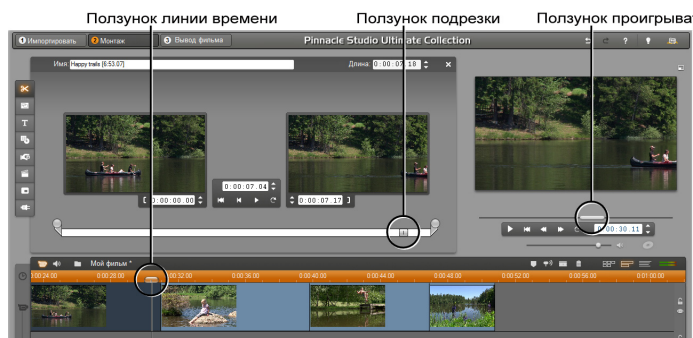 Ползунок линии времени Ползунок подрезки Ползунок проигрыва
1 Импортировать 2 Монтаж 3 Вывод фильма Pinnacle Studio Ultimate Collection ?
Имя: Happy trails [6:53.07] Длина: 0:00:07.18
T
0:00:07.04
[ 0:00:00.00 0:00:07.17 ]
0:00:30.11
Мой фильм *
0:00:24.00 0:00:28.00 0:00:32.00 0:00:36.00 0:00:40.00 0:00:44.00 0:00:48.00 0:00:52.00 0:00:56.00 0:01:00.00